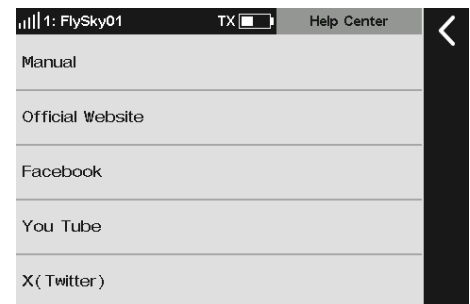 1: FlySky01 TX Help Center
Manual
Official Website
Facebook
You Tube
X(Twitter)